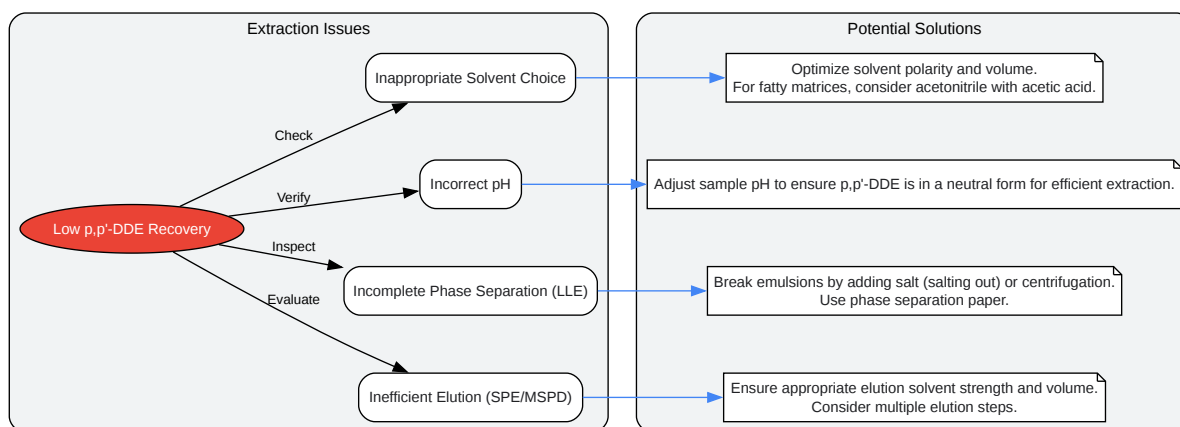 Extraction Issues
Potential Solutions
Inappropriate Solvent Choice
Optimize solvent polarity and volume.
For fatty matrices, consider acetonitrile with acetic acid.
Check
Incorrect pH
Adjust sample pH to ensure p,p'-DDE is in a neutral form for efficient extraction.
Verify
Low p,p'-DDE Recovery
Inspect
Incomplete Phase Separation (LLE)
Break emulsions by adding salt (salting out) or centrifugation.
Use phase separation paper.
Evaluate
Inefficient Elution (SPE/MSPD)
Ensure appropriate elution solvent strength and volume.
Consider multiple elution steps.